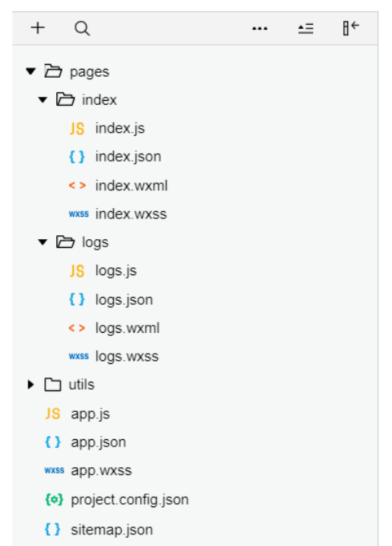 pages
index
JS index.js
{ } index.json
< > index.wxml
wxss index.wxss
logs
JS logs.js
{ } logs.json
< > logs.wxml
wxss logs.wxss
utils
JS app.js
{ } app.json
wxss app.wxss
{o} project.config.json
{ } sitemap.json